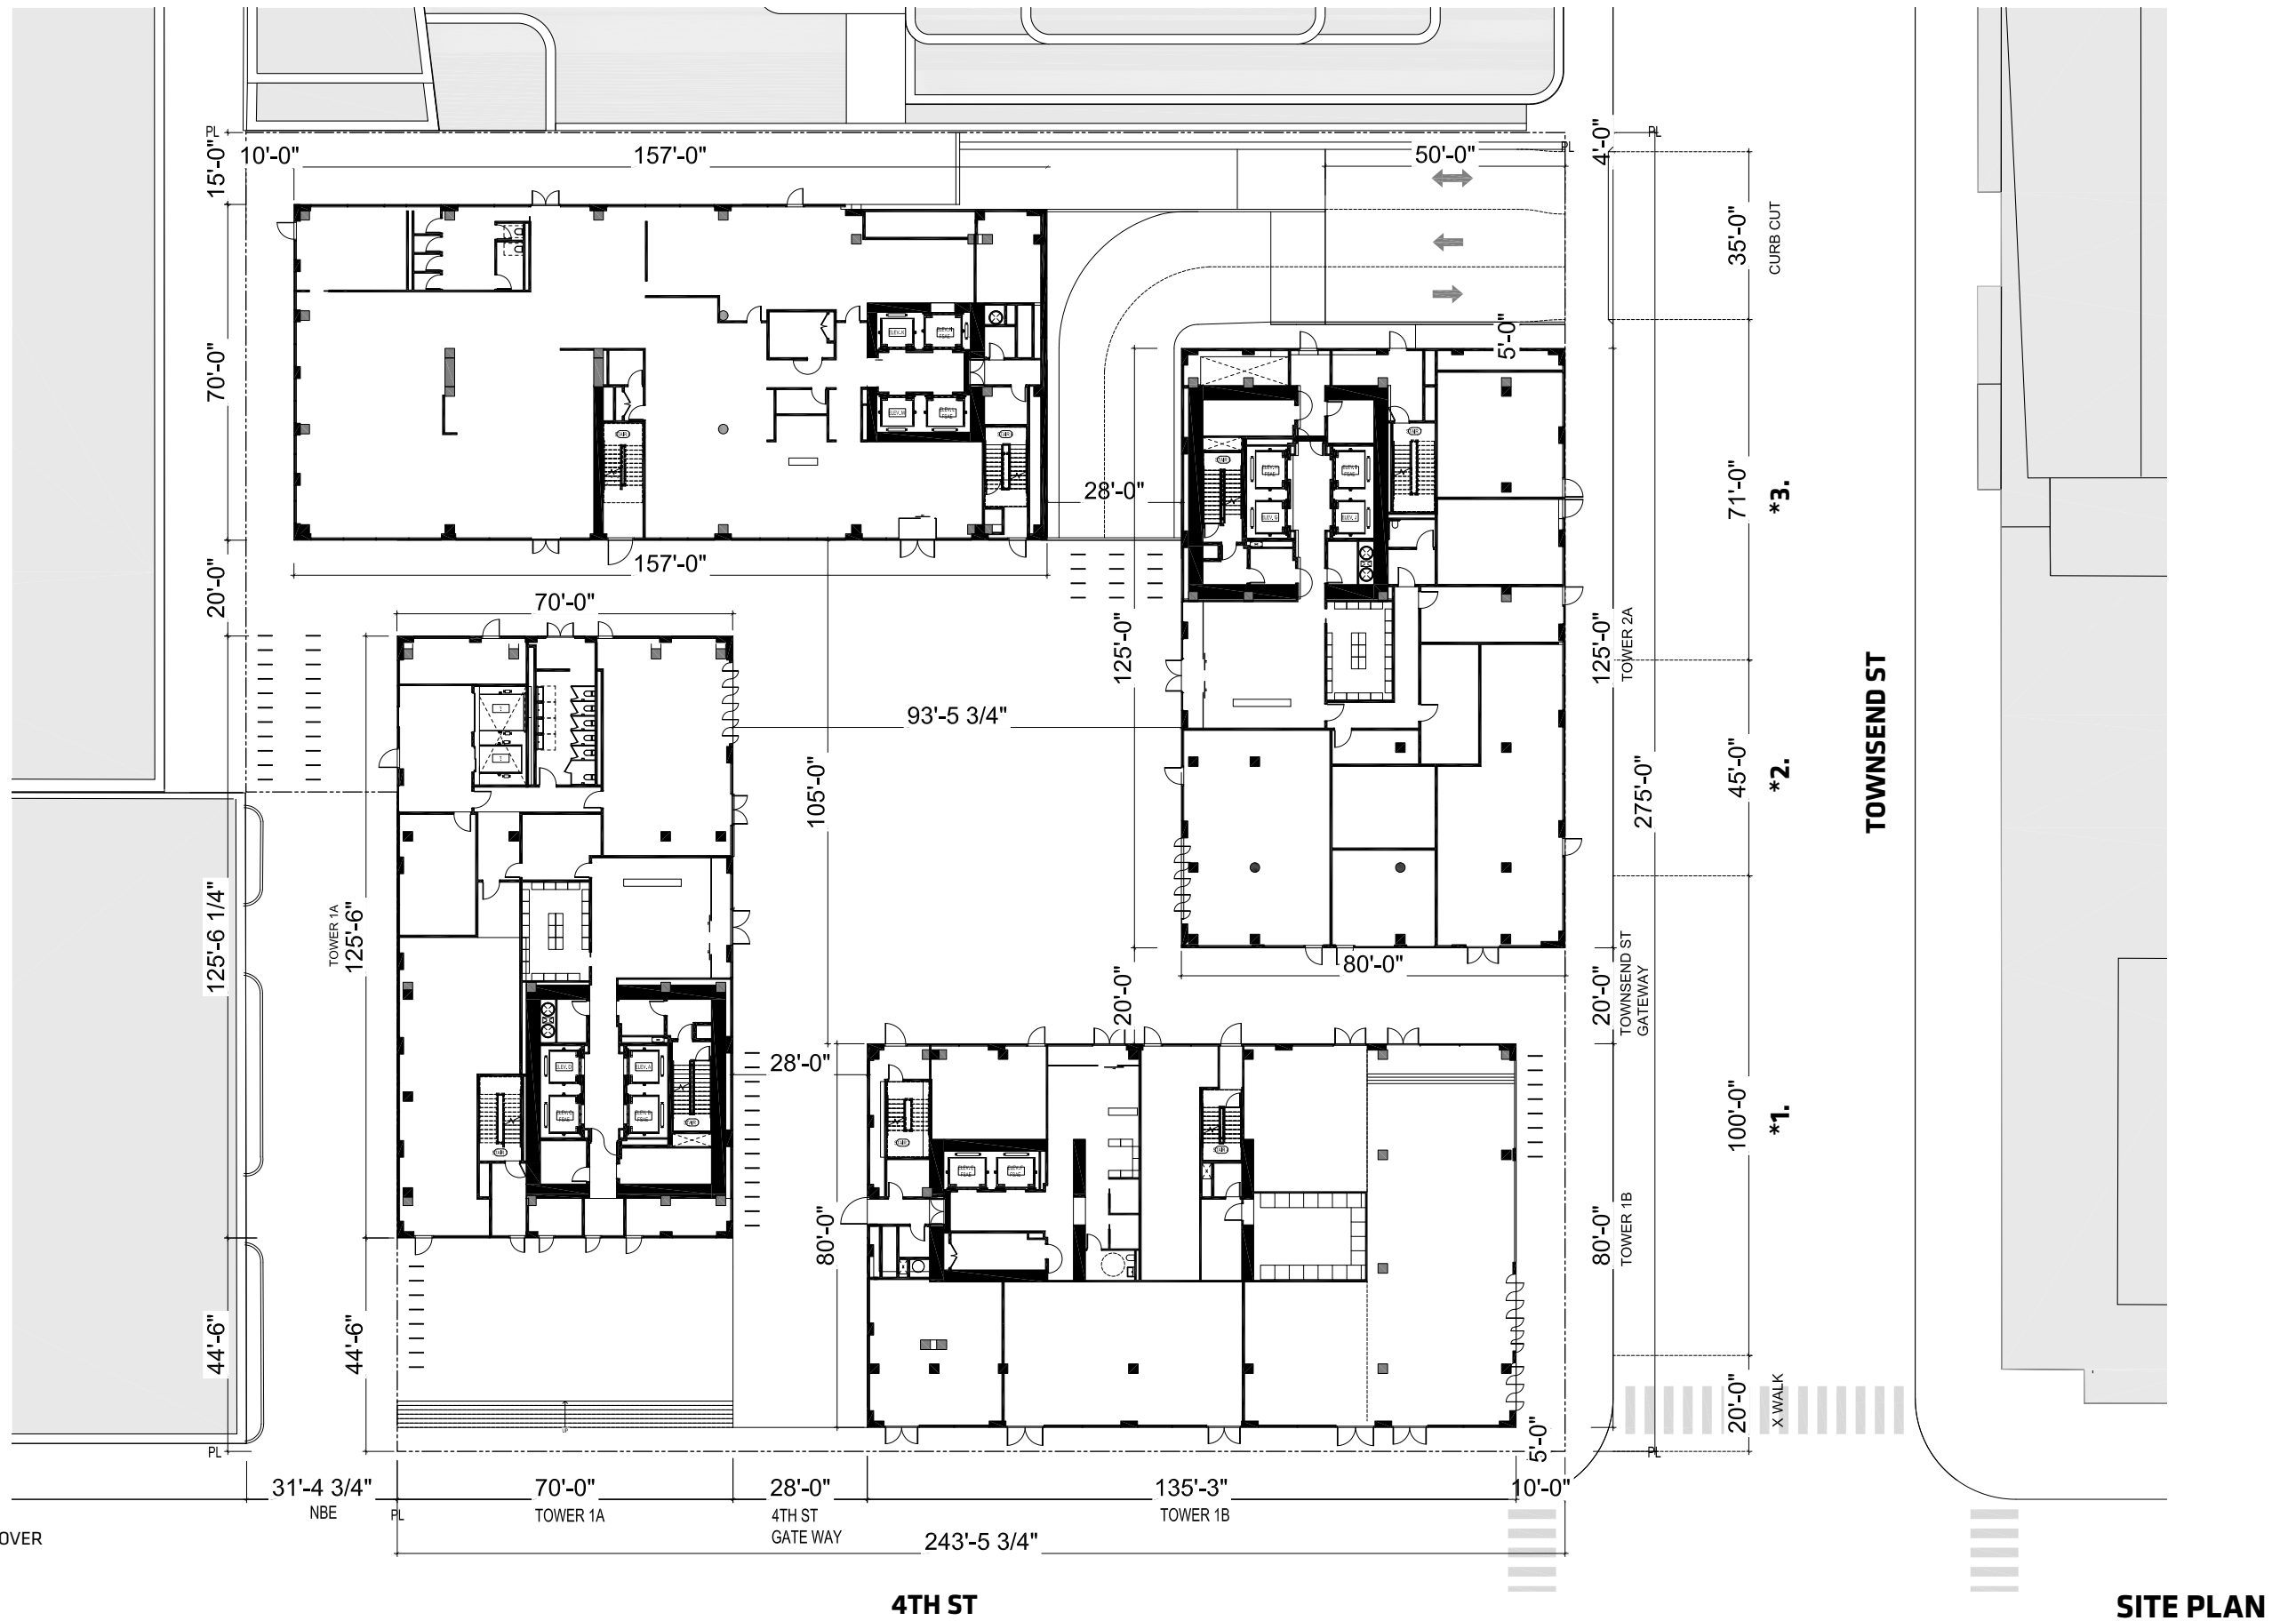 PL
PL
PL
15'-0"
10'-0"
157'-0"
50'-0"
4'-0"
35'-0"
CURB CUT
70'-0"
5'-0"
28'-0"
71'-0"
*3.
157'-0"
20'-0"
70'-0"
125'-0"
125'-0"
TOWER 2A
TOWNSEND ST
93'-5 3/4"
105'-0"
275'-0"
45'-0"
*2.
125'-6 1/4"
TOWER 1A
125'-6"
80'-0"
20'-0"
20'-0"
TOWNSEND ST
GATEWAY
28'-0"
100'-0"
*1.
80'-0"
80'-0"
TOWER 1B
44'-6"
44'-6"
UP
20'-0"
X WALK
5'-0"
PL
PL
31'-4 3/4"
70'-0"
28'-0"
135'-3"
10'-0"
NBE
PL
TOWER 1A
4TH ST
GATE WAY
TOWER 1B
OVER
243'-5 3/4"
4TH ST
SITE PLAN